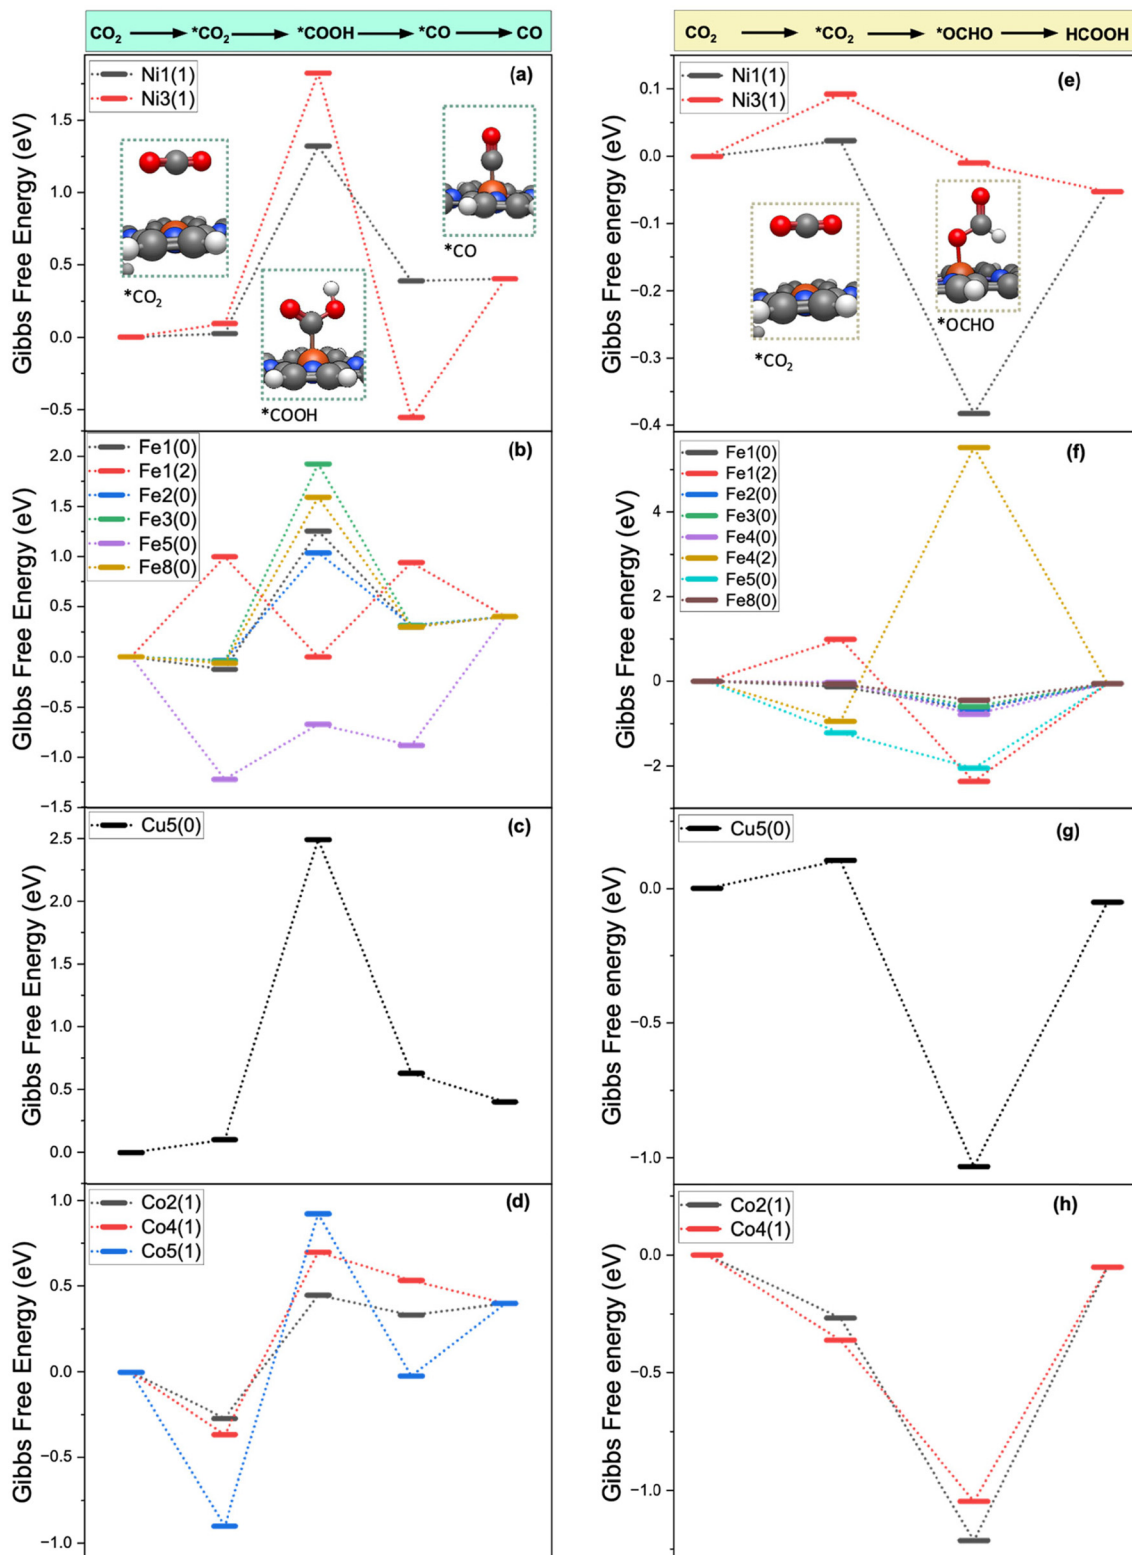 CO₂ → *CO₂ → *COOH → *CO → CO
(a)
Ni1(1)
Ni3(1)
Gibbs Free Energy (eV)
1.5
1.0
0.5
0.0
−0.5
*CO₂
*COOH
*CO
(b)
Fe1(0)
Fe1(2)
Fe2(0)
Fe3(0)
Fe5(0)
Fe8(0)
Gibbs Free Energy (eV)
2.0
1.5
1.0
0.5
0.0
−0.5
−1.0
−1.5
(c)
Cu5(0)
Gibbs Free Energy (eV)
2.5
2.0
1.5
1.0
0.5
0.0
(d)
Co2(1)
Co4(1)
Co5(1)
Gibbs Free Energy (eV)
1.0
0.5
0.0
−0.5
−1.0
CO₂ → *CO₂ → *OCHO → HCOOH
(e)
Ni1(1)
Ni3(1)
Gibbs Free energy (eV)
0.1
0.0
−0.1
−0.2
−0.3
−0.4
*CO₂
*OCHO
(f)
Fe1(0)
Fe1(2)
Fe2(0)
Fe3(0)
Fe4(0)
Fe4(2)
Fe5(0)
Fe8(0)
Gibbs Free energy (eV)
4
2
0
−2
(g)
Cu5(0)
Gibbs Free energy (eV)
0.0
−0.5
−1.0
(h)
Co2(1)
Co4(1)
Gibbs Free energy (eV)
0.0
−0.5
−1.0